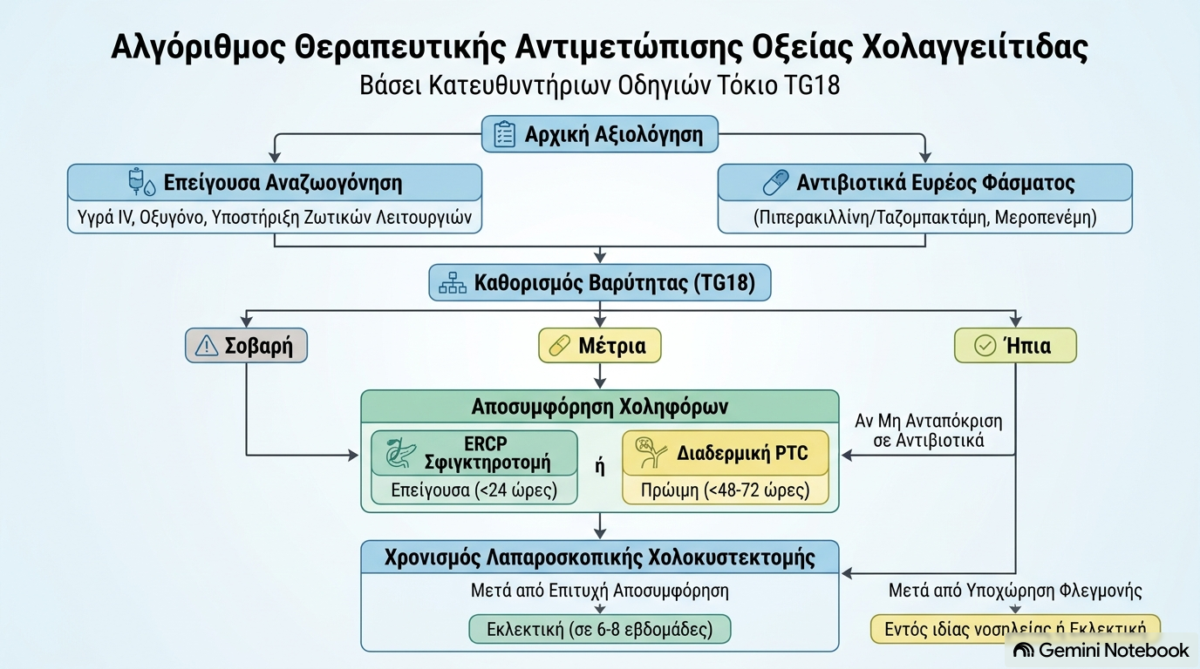 Αλγόριθμος Θεραπευτικής Αντιμετώπισης Οξείας Χολαγγειίτιδας
Βάσει Κατευθυντήριων Οδηγιών Τόκιο TG18
Αρχική Αξιολόγηση
Επείγουσα Αναζωογόνηση
Υγρά IV, Οξυγόνο, Υποστήριξη Ζωτικών Λειτουργιών
Αντιβιοτικά Ευρέος Φάσματος
(Πιπερακιλλίνη/Ταζομπακτάμη, Μεροπενέμη)
Καθορισμός Βαρύτητας (TG18)
Σοβαρή
Μέτρια
Ήπια
Αποσυμφόρηση Χοληφόρων
ERCP
Σφιγκτηροτομή
Επείγουσα (<24 ώρες)
ή
Διαδερμική PTC
Πρώιμη (<48-72 ώρες)
Αν Μη Ανταπόκριση
σε Αντιβιοτικά
Χρονισμός Λαπαροσκοπικής Χολοκυστεκτομής
Μετά από Επιτυχή Αποσυμφόρηση
Εκλεκτική (σε 6-8 εβδομάδες)
Μετά από Υποχώρηση Φλεγμονής
Εντός ιδίας νοσηλείας ή Εκλεκτική
Gemini Notebook